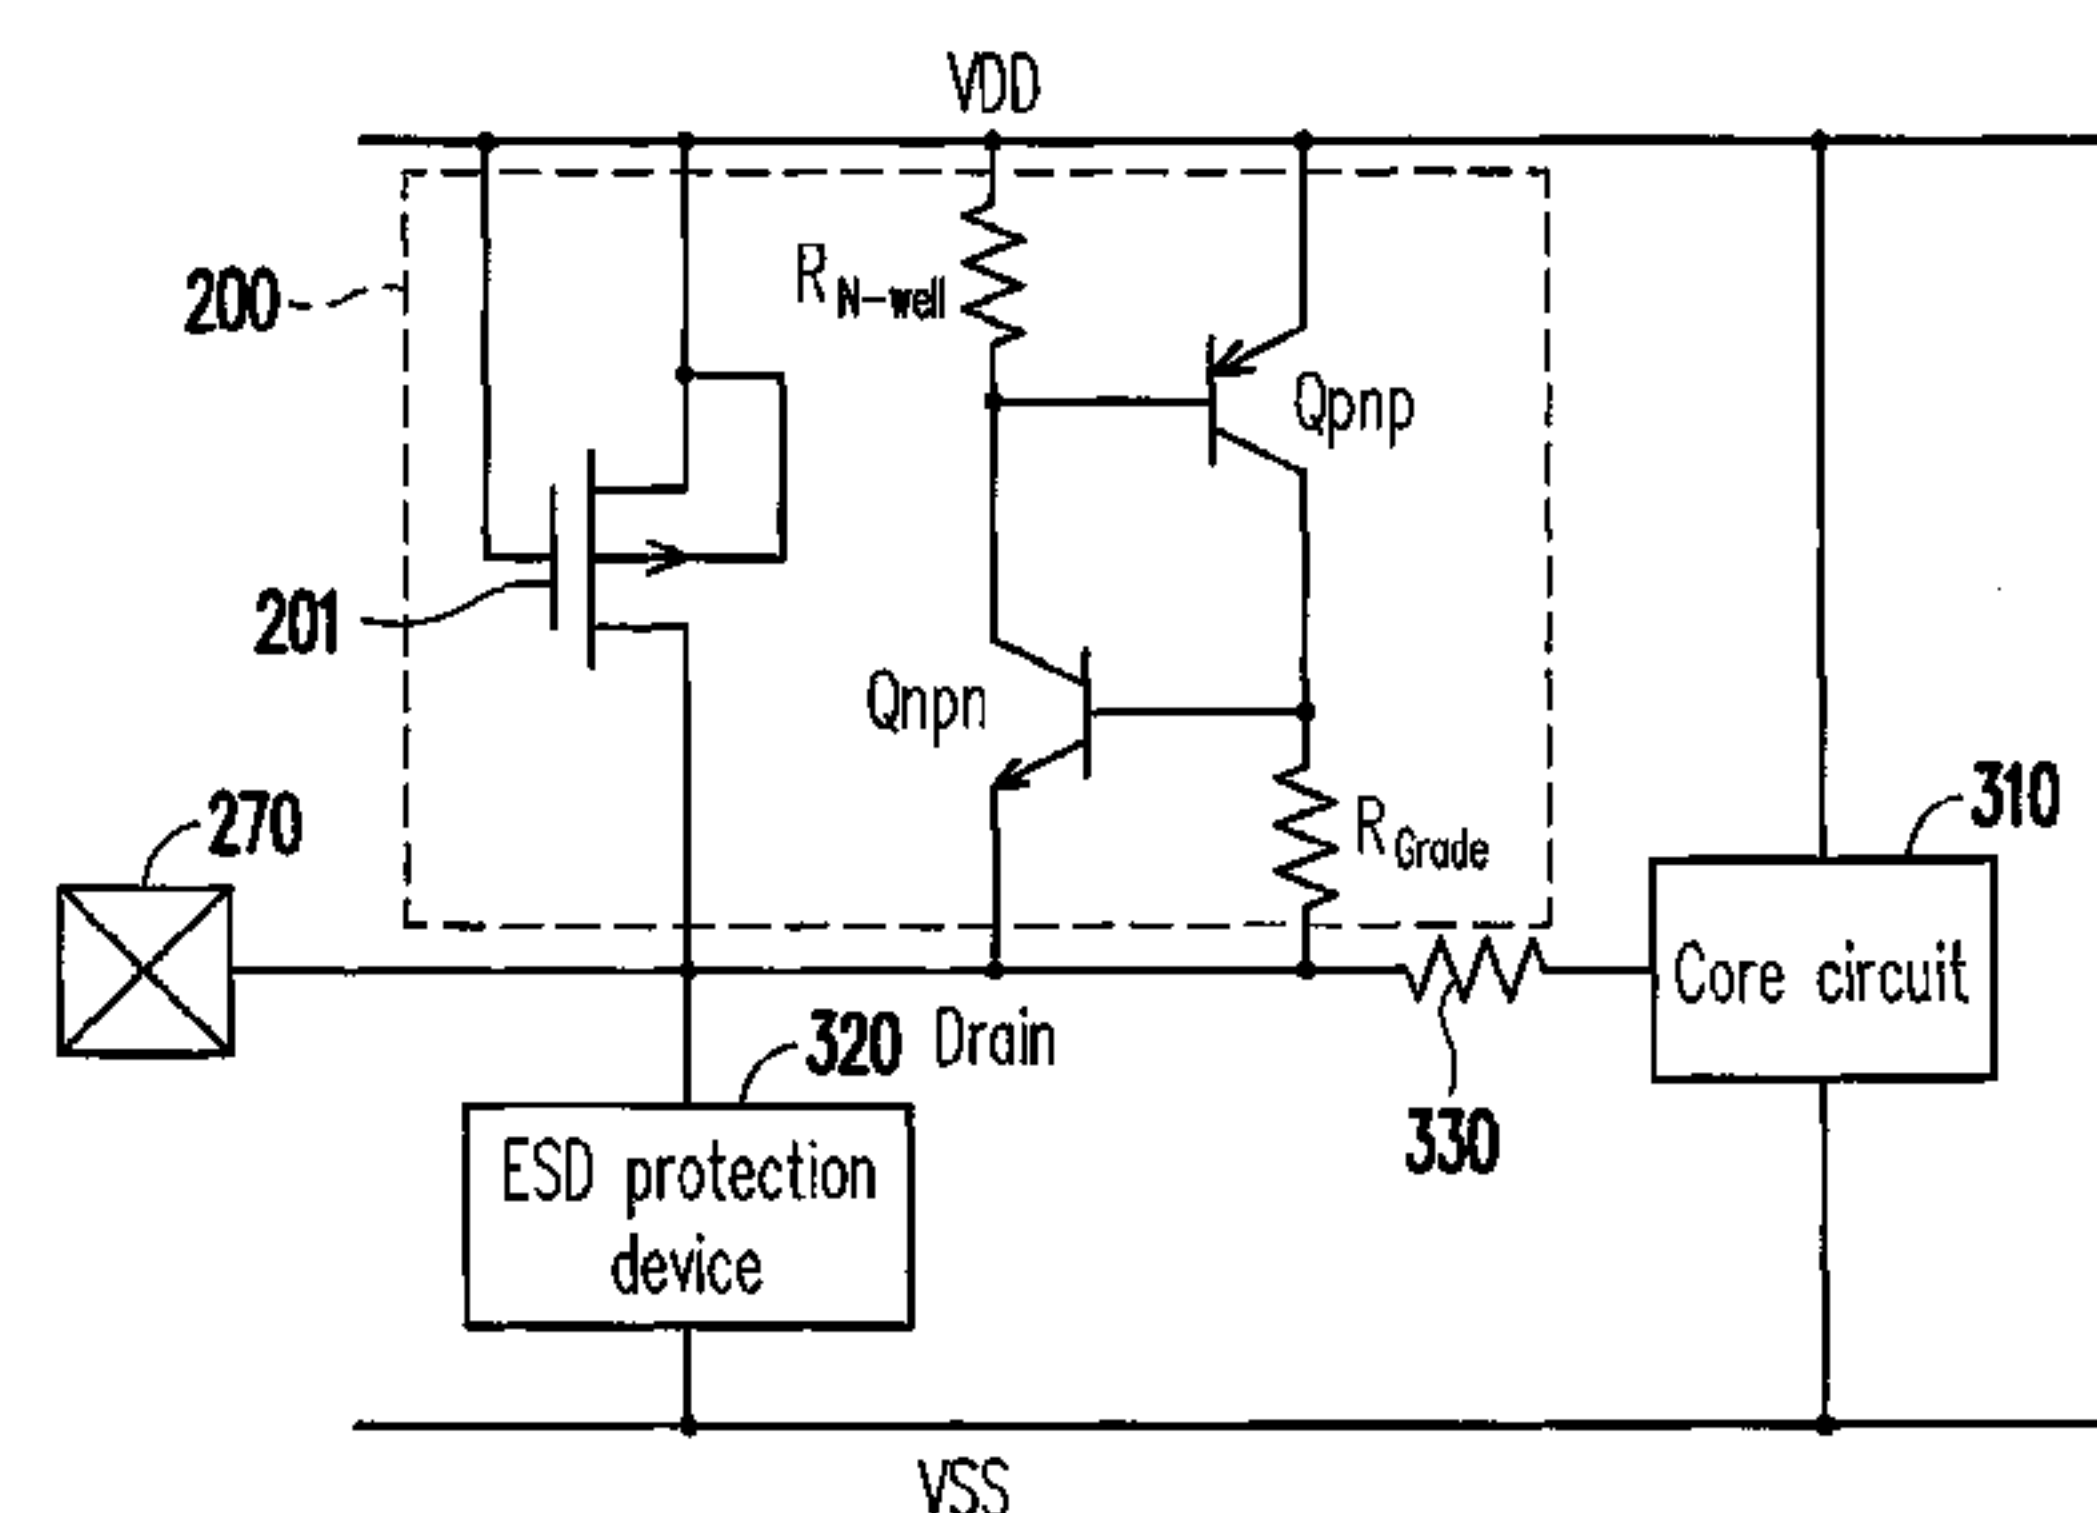 VDD
R N-well
200
Qpnp
201
Qnpn
270
R Grade
310
Core circuit
320 Drain
330
ESD protection
device
VSS